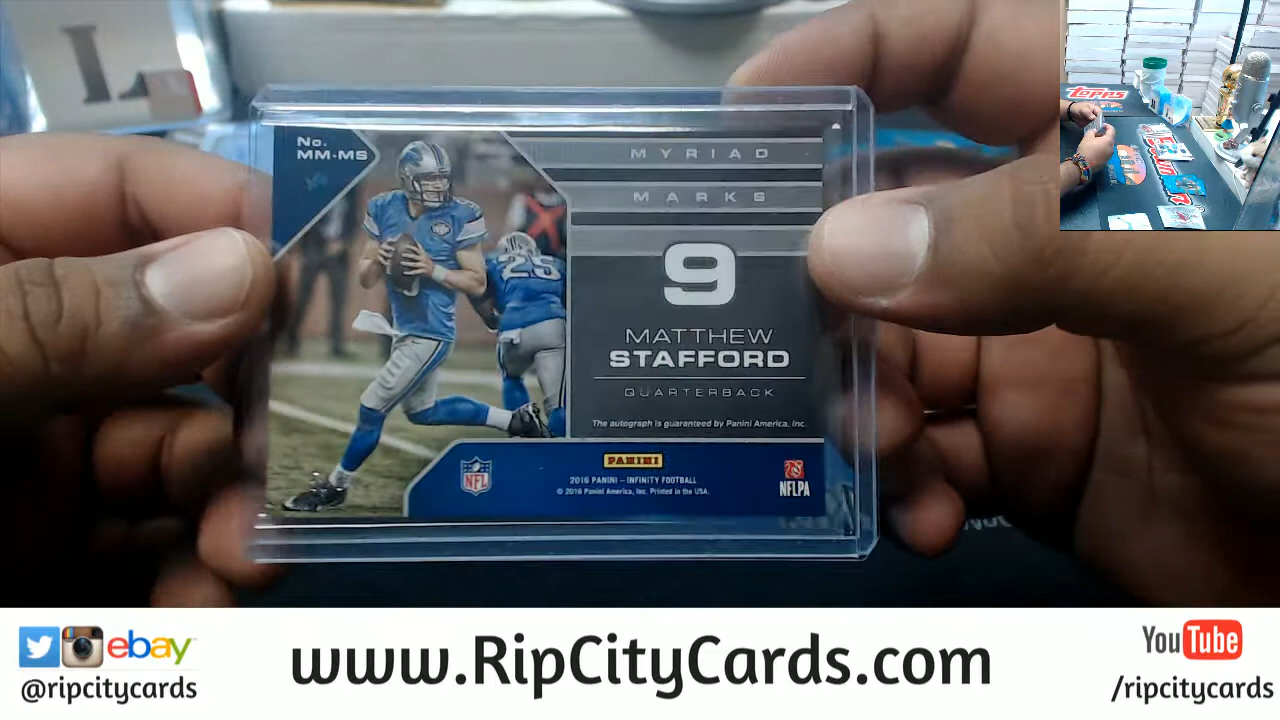 No.
MM-MS
MYRIAD
MARKS
9
MATTHEW
STAFFORD
QUARTERBACK
The autograph is guaranteed by Panini America, Inc.
25
NFL
PANINI
2016 PANINI – INFINITY FOOTBALL
© 2016 Panini America, Inc. Printed in the USA.
NFLPA
topps
ebay
@ripcitycards
www.RipCityCards.com
YouTube
/ripcitycards